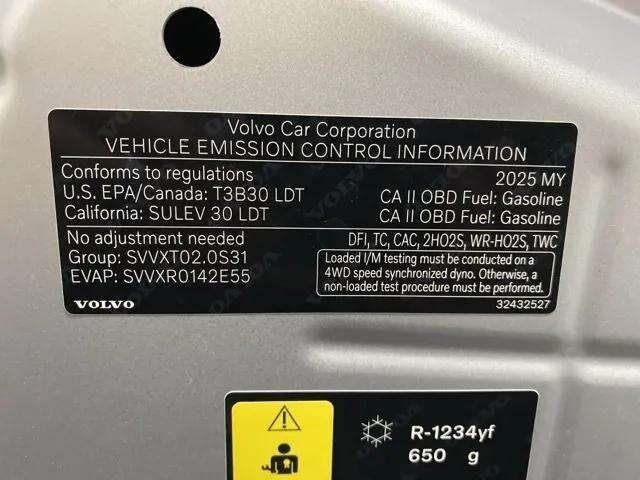 Volvo Car Corporation
VEHICLE EMISSION CONTROL INFORMATION
Conforms to regulations 2025 MY
U.S. EPA/Canada: T3B30 LDT CA II OBD Fuel: Gasoline
California: SULEV 30 LDT CA II OBD Fuel: Gasoline
No adjustment needed DFI, TC, CAC, 2HO2S, WR-HO2S, TWC
Group: SVVXT02.0S31 Loaded I/M testing must be conducted on a
EVAP: SVVXR0142E55 4WD speed synchronized dyno. Otherwise, a
non-loaded test procedure must be performed.
VOLVO 32432527
R-1234yf
650 g